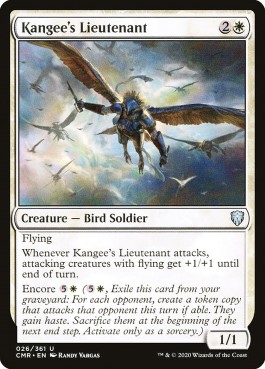 Kangee's Lieutenant 2
Creature — Bird Soldier
Flying
Whenever Kangee's Lieutenant attacks,
attacking creatures with flying get +1/+1 until
end of turn.
Encore 5 (5, Exile this card from your
graveyard: For each opponent, create a token copy
that attacks that opponent this turn if able. They
gain haste. Sacrifice them at the beginning of the
next end step. Activate only as a sorcery.)
1/1
026/361 U
CMR • EN RANDY VARGAS
™ & © 2020 Wizards of the Coast